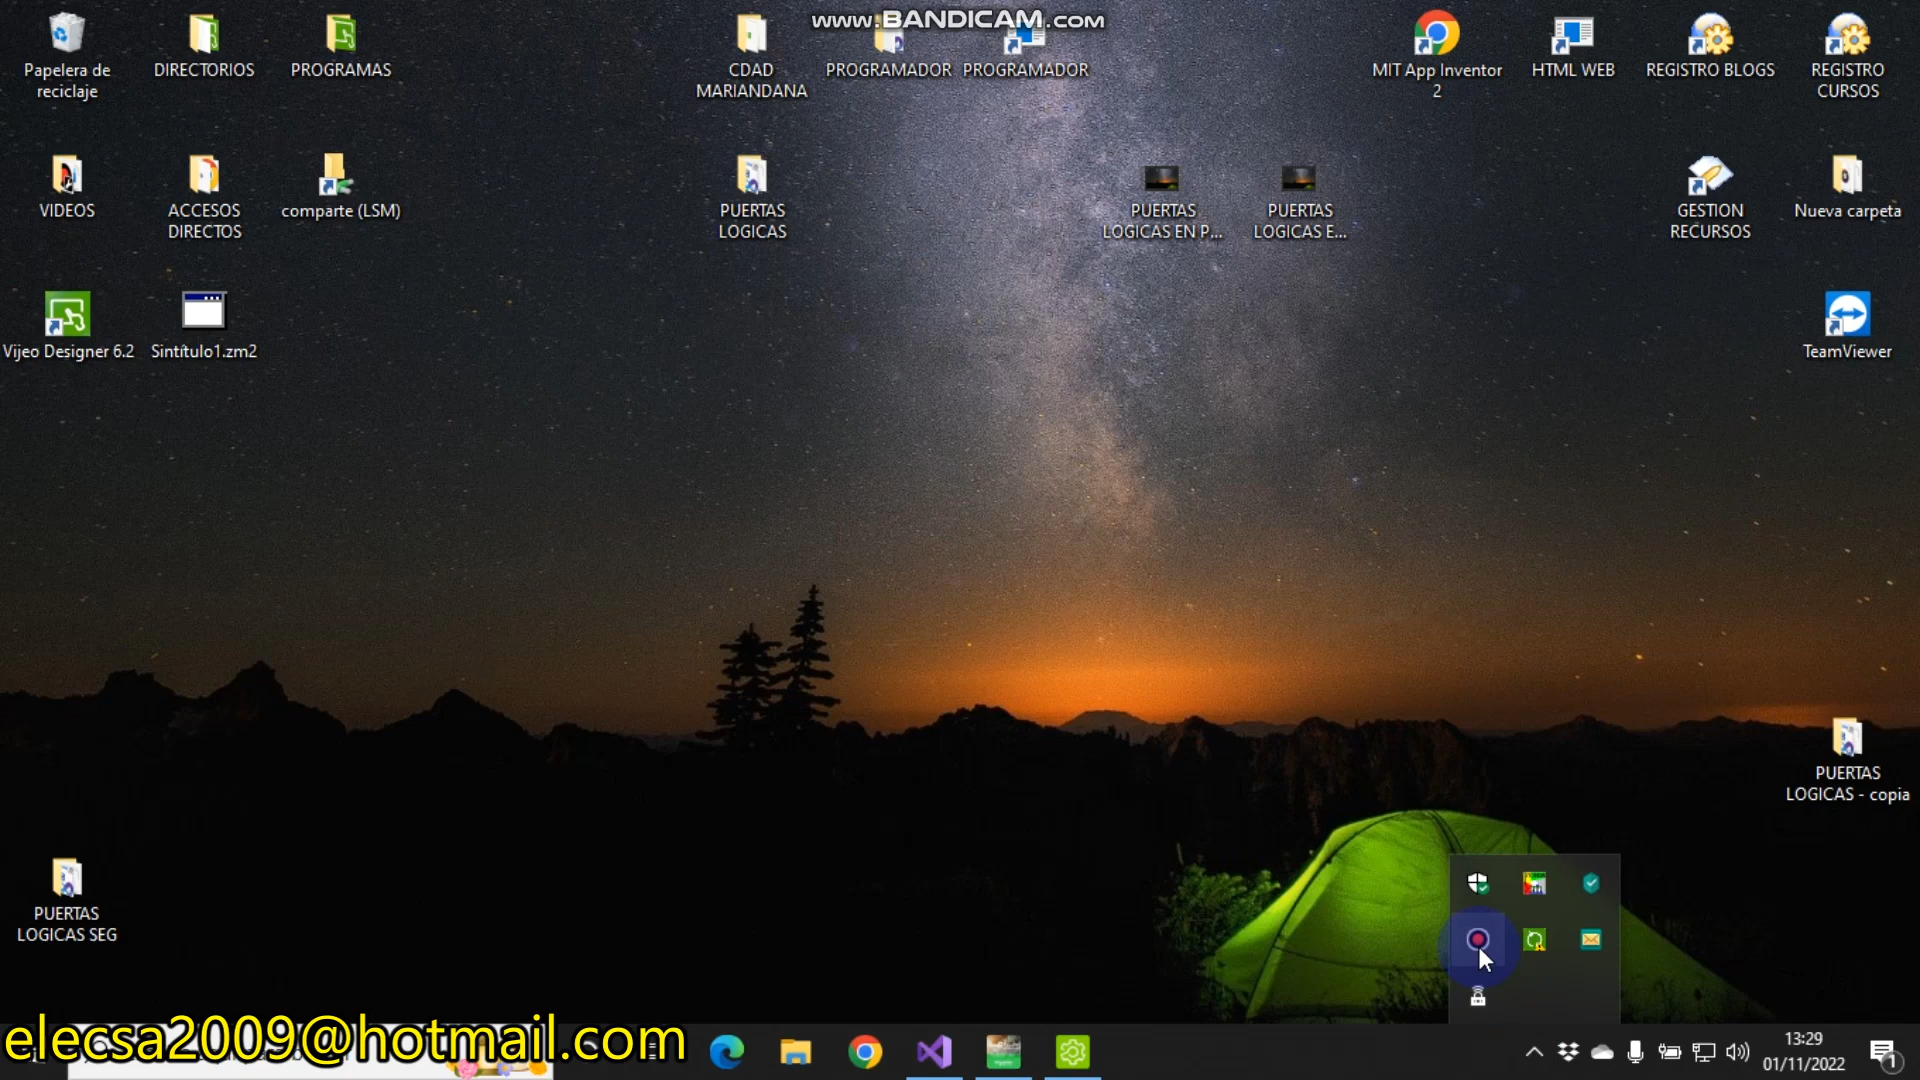 www.BANDICAM.com
Papelera de
reciclaje
DIRECTORIOS
PROGRAMAS
CDAD
MARIANDANA
PROGRAMADOR
PROGRAMADOR
MIT App Inventor
2
HTML WEB
REGISTRO BLOGS
REGISTRO
CURSOS
VIDEOS
ACCESOS
DIRECTOS
comparte (LSM)
PUERTAS
LOGICAS
PUERTAS
LOGICAS EN P...
PUERTAS
LOGICAS E...
GESTION
RECURSOS
Nueva carpeta
Vijeo Designer 6.2
Sintítulo1.zm2
TeamViewer
PUERTAS
LOGICAS - copia
PUERTAS
LOGICAS SEG
elecsa2009@hotmail.com
13:29
01/11/2022
1